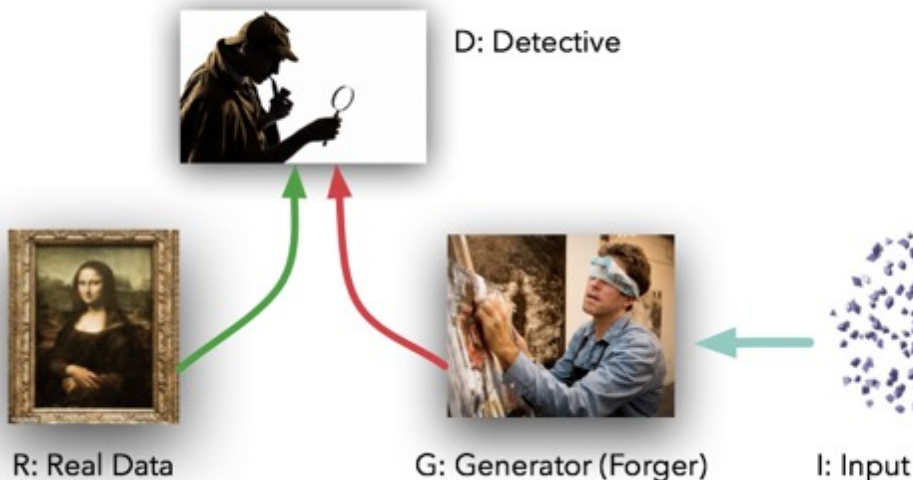 D: Detective
R: Real Data
G: Generator (Forger)
I: Input